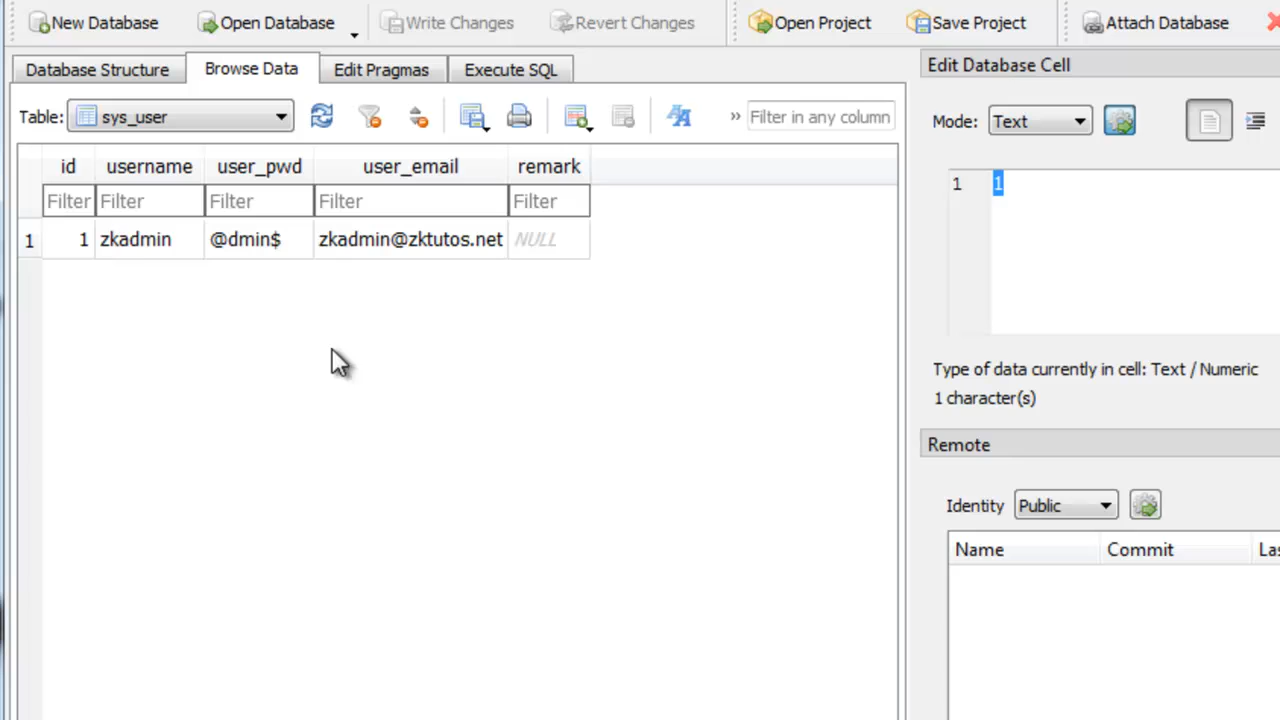 New Database Open Database Write Changes Revert Changes Open Project Save Project Attach Database
Database Structure Browse Data Edit Pragmas Execute SQL
Table: sys_user » Filter in any column
id username user_pwd user_email remark
Filter Filter Filter Filter Filter
1 1 zkadmin @dmin$ zkadmin@zktutos.net NULL
Edit Database Cell
Mode: Text
1 1
Type of data currently in cell: Text / Numeric
1 character(s)
Remote
Identity Public
Name Commit